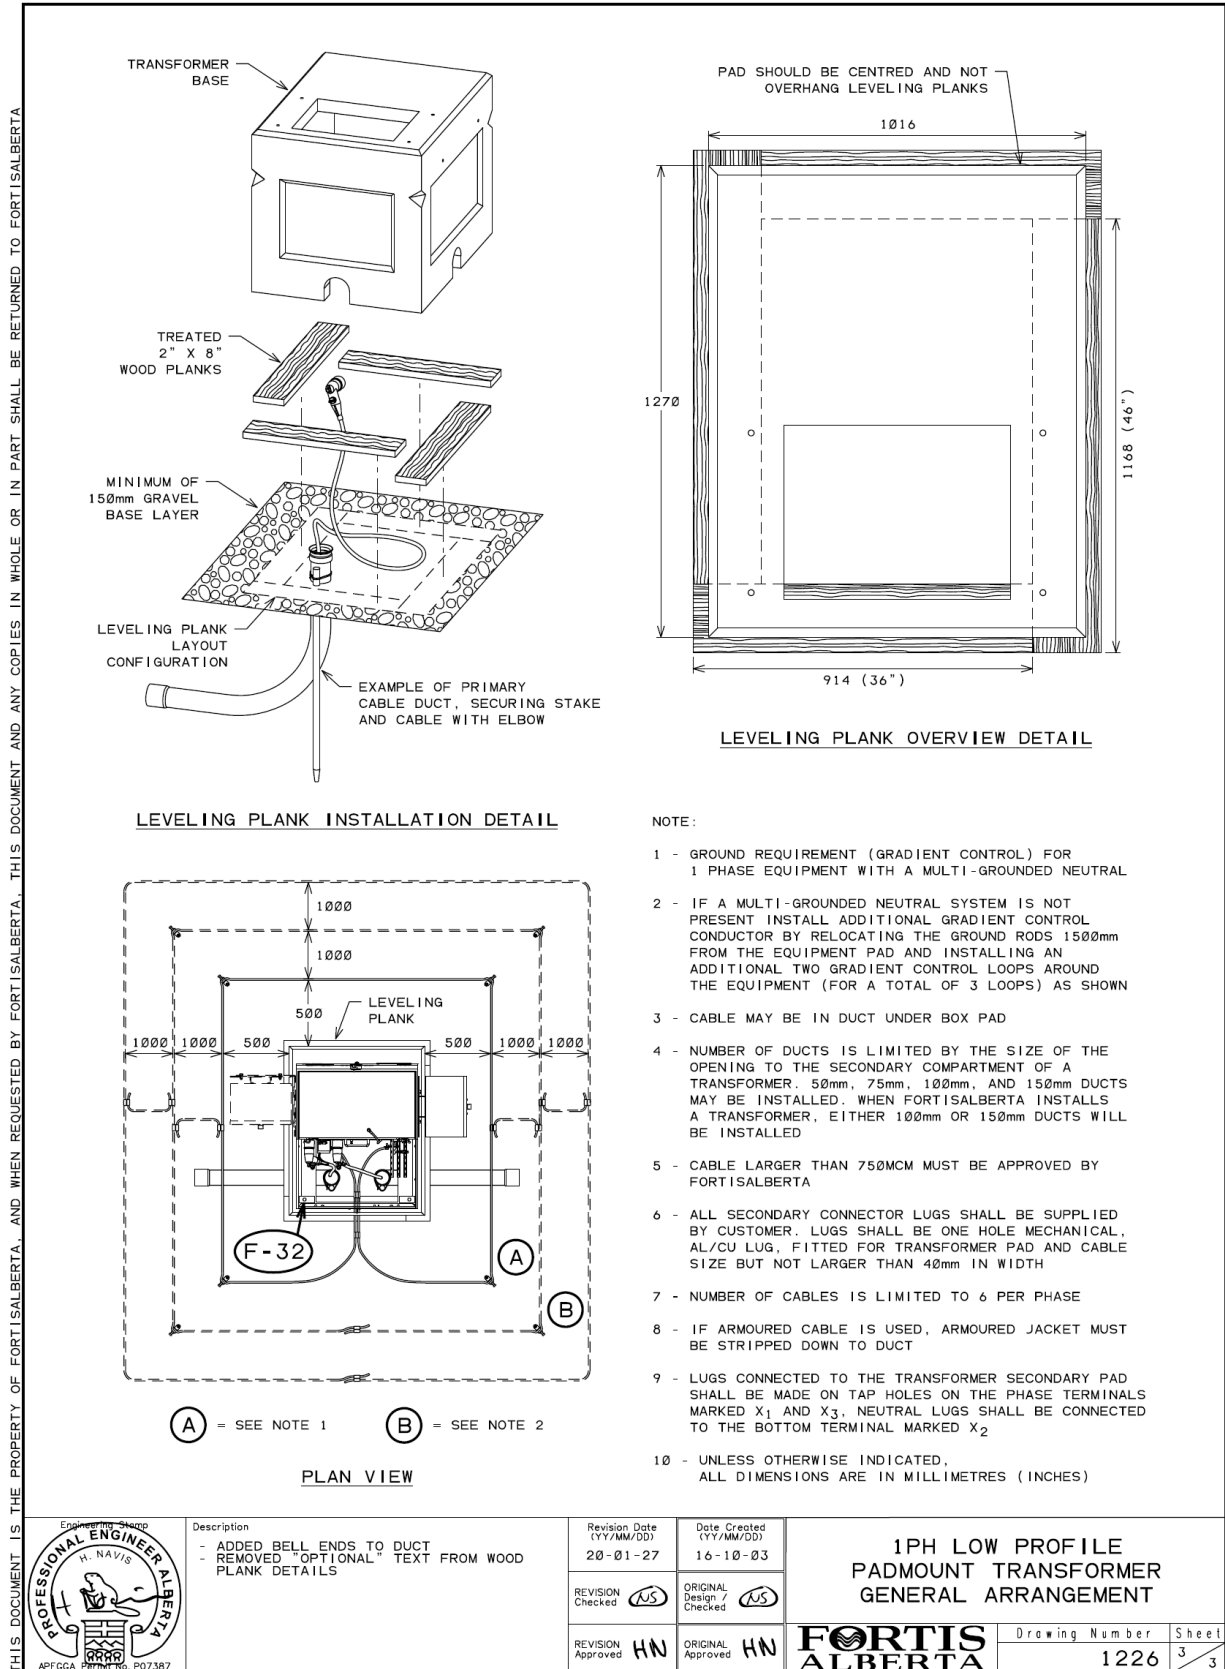 THIS DOCUMENT IS THE PROPERTY OF FORTISALBERTA, AND WHEN REQUESTED BY FORTISALBERTA, THIS DOCUMENT AND ANY COPIES IN WHOLE OR IN PART SHALL BE RETURNED TO FORTISALBERTA
TRANSFORMER
BASE
TREATED
2" X 8"
WOOD PLANKS
MINIMUM OF
150mm GRAVEL
BASE LAYER
LEVELING PLANK
LAYOUT
CONFIGURATION
EXAMPLE OF PRIMARY
CABLE DUCT, SECURING STAKE
AND CABLE WITH ELBOW
LEVELING PLANK INSTALLATION DETAIL
PAD SHOULD BE CENTRED AND NOT
OVERHANG LEVELING PLANKS
1016
1270
1168 (46")
914 (36")
LEVELING PLANK OVERVIEW DETAIL
1000
1000
500
LEVELING
PLANK
1000 1000 500 500 1000 1000
F-32
A
B
A = SEE NOTE 1 B = SEE NOTE 2
PLAN VIEW
NOTE:
1 - GROUND REQUIREMENT (GRADIENT CONTROL) FOR
1 PHASE EQUIPMENT WITH A MULTI-GROUNDED NEUTRAL
2 - IF A MULTI-GROUNDED NEUTRAL SYSTEM IS NOT
PRESENT INSTALL ADDITIONAL GRADIENT CONTROL
CONDUCTOR BY RELOCATING THE GROUND RODS 1500mm
FROM THE EQUIPMENT PAD AND INSTALLING AN
ADDITIONAL TWO GRADIENT CONTROL LOOPS AROUND
THE EQUIPMENT (FOR A TOTAL OF 3 LOOPS) AS SHOWN
3 - CABLE MAY BE IN DUCT UNDER BOX PAD
4 - NUMBER OF DUCTS IS LIMITED BY THE SIZE OF THE
OPENING TO THE SECONDARY COMPARTMENT OF A
TRANSFORMER. 50mm, 75mm, 100mm, AND 150mm DUCTS
MAY BE INSTALLED. WHEN FORTISALBERTA INSTALLS
A TRANSFORMER, EITHER 100mm OR 150mm DUCTS WILL
BE INSTALLED
5 - CABLE LARGER THAN 750MCM MUST BE APPROVED BY
FORTISALBERTA
6 - ALL SECONDARY CONNECTOR LUGS SHALL BE SUPPLIED
BY CUSTOMER. LUGS SHALL BE ONE HOLE MECHANICAL,
AL/CU LUG, FITTED FOR TRANSFORMER PAD AND CABLE
SIZE BUT NOT LARGER THAN 40mm IN WIDTH
7 - NUMBER OF CABLES IS LIMITED TO 6 PER PHASE
8 - IF ARMOURED CABLE IS USED, ARMOURED JACKET MUST
BE STRIPPED DOWN TO DUCT
9 - LUGS CONNECTED TO THE TRANSFORMER SECONDARY PAD
SHALL BE MADE ON TAP HOLES ON THE PHASE TERMINALS
MARKED X1 AND X3, NEUTRAL LUGS SHALL BE CONNECTED
TO THE BOTTOM TERMINAL MARKED X2
10 - UNLESS OTHERWISE INDICATED,
ALL DIMENSIONS ARE IN MILLIMETRES (INCHES)
Engineering Stamp
PROFESSIONAL ENGINEER ALBERTA
H. NAVIS
APEGGA Permit No. P07387
Description
- ADDED BELL ENDS TO DUCT
- REMOVED "OPTIONAL" TEXT FROM WOOD
PLANK DETAILS
Revision Date
(YY/MM/DD)
20-01-27
Date Created
(YY/MM/DD)
16-10-03
REVISION
Checked NS
ORIGINAL
Design /
Checked NS
REVISION
Approved HN
ORIGINAL
Approved HN
1PH LOW PROFILE
PADMOUNT TRANSFORMER
GENERAL ARRANGEMENT
FORTIS
ALBERTA
Drawing Number
1226
Sheet
3/3